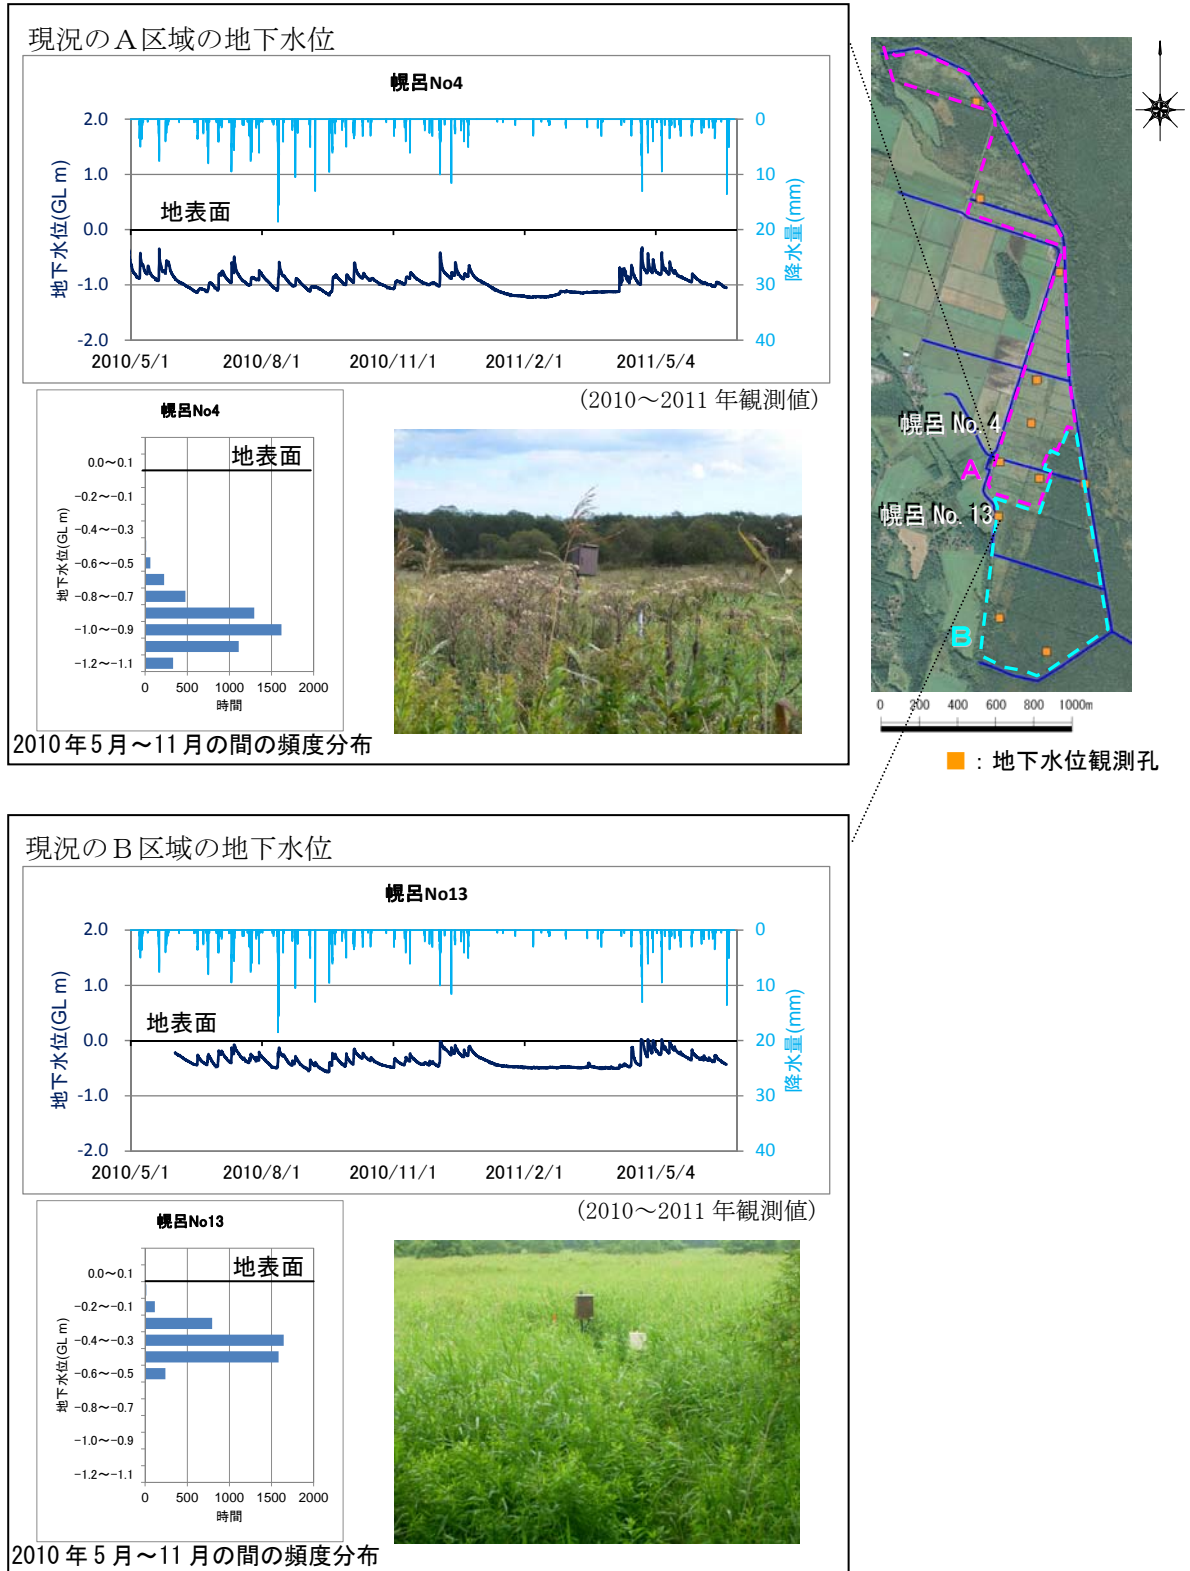 現況のA区域の地下水位
幌呂No4
2.0
1.0
0.0
-1.0
-2.0
地下水位(GL m)
地表面
0
10
20
30
40
降水量(mm)
2010/5/1
2010/8/1
2010/11/1
2011/2/1
2011/5/4
（2010～2011 年観測値）
幌呂No4
地表面
0.0～0.1
-0.2～-0.1
-0.4～-0.3
-0.6～-0.5
-0.8～-0.7
-1.0～-0.9
-1.2～-1.1
地下水位(GL m)
0
500
1000
1500
2000
時間
2010 年 5 月～11 月の間の頻度分布
幌呂 No. 4
A
幌呂 No. 13
B
0
200
400
600
800
1000m
：地下水位観測孔
現況のB区域の地下水位
幌呂No13
2.0
1.0
0.0
-1.0
-2.0
地下水位(GL m)
地表面
0
10
20
30
40
降水量(mm)
2010/5/1
2010/8/1
2010/11/1
2011/2/1
2011/5/4
（2010～2011 年観測値）
幌呂No13
地表面
0.0～0.1
-0.2～-0.1
-0.4～-0.3
-0.6～-0.5
-0.8～-0.7
-1.0～-0.9
-1.2～-1.1
地下水位(GL m)
0
500
1000
1500
2000
時間
2010 年 5 月～11 月の間の頻度分布